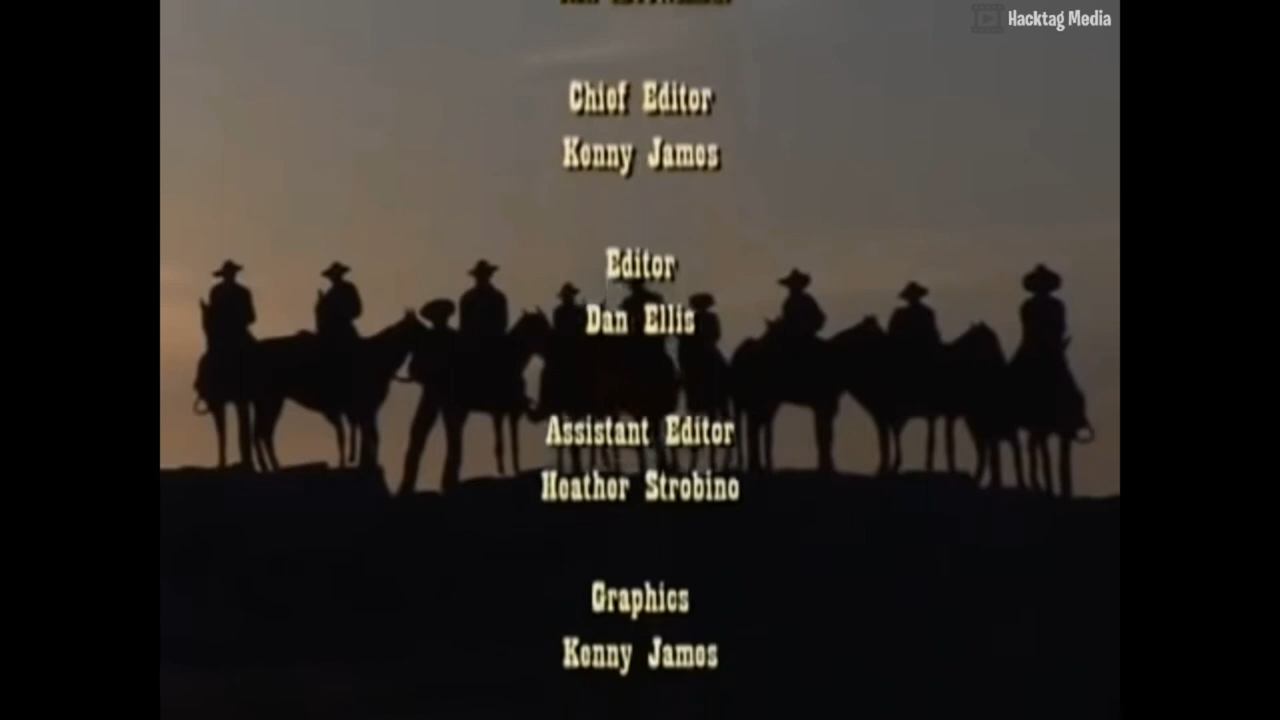 Hacktag Media
Chief Editor
Kenny James
Editor
Dan Ellis
Assistant Editor
Heather Strobino
Graphics
Kenny James